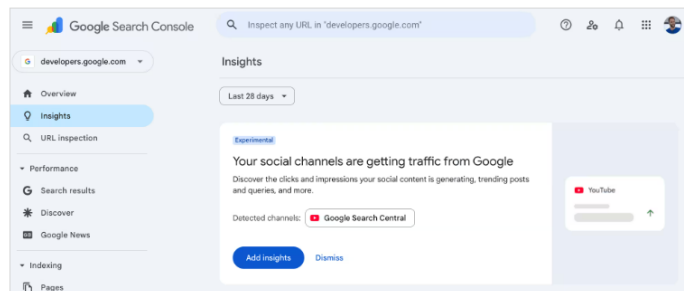 Google Search Console
Inspect any URL in "developers.google.com"
G developers.google.com
Overview
Insights
URL inspection
Performance
Search results
Discover
Google News
Indexing
Pages
Insights
Last 28 days
Experimental
Your social channels are getting traffic from Google
Discover the clicks and impressions your social content is generating, trending posts
and queries, and more.
Detected channels: Google Search Central
Add insights Dismiss
YouTube